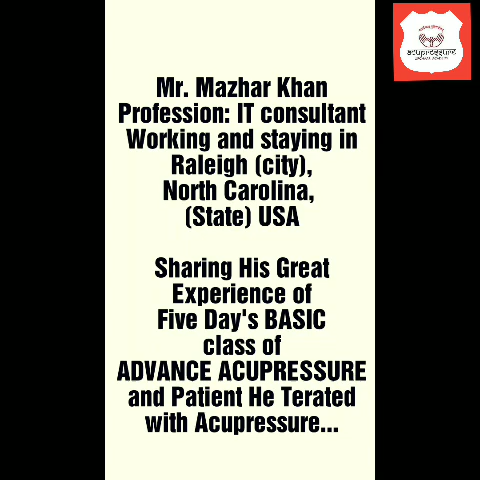 acupressure
Mr. Mazhar Khan
Profession: IT consultant
Working and staying in
Raleigh (city),
North Carolina,
(State) USA
Sharing His Great
Experience of
Five Day's BASIC
class of
ADVANCE ACUPRESSURE
and Patient He Terated
with Acupressure...